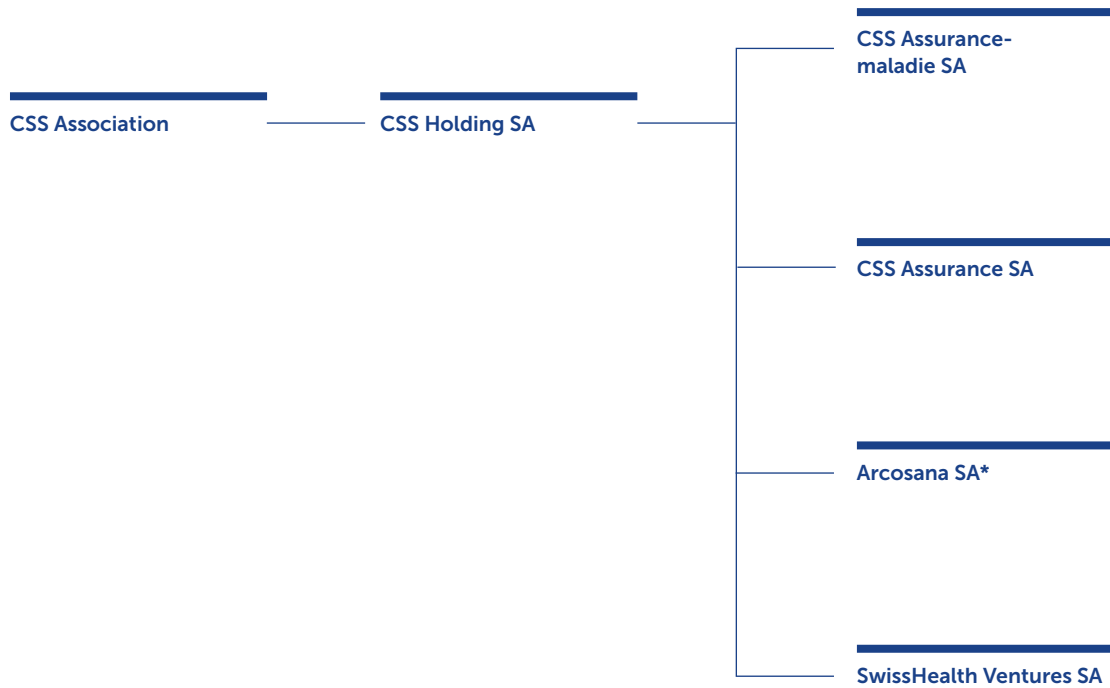 CSS Association
CSS Holding SA
CSS Assurance-
maladie SA
CSS Assurance SA
Arcosana SA*
SwissHealth Ventures SA